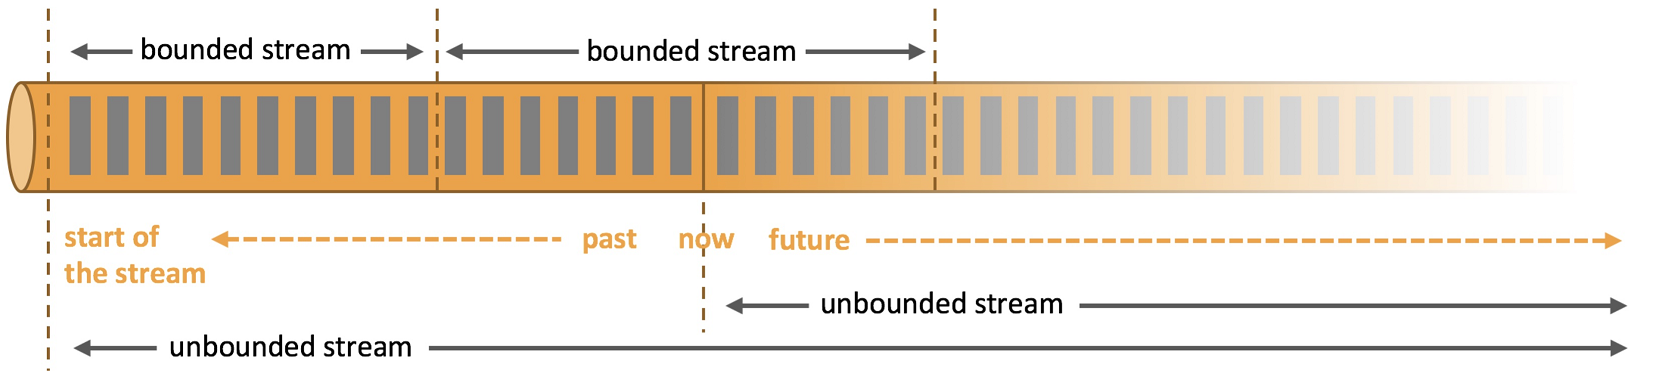 bounded stream
bounded stream
start of
the stream
past
now
future
unbounded stream
unbounded stream